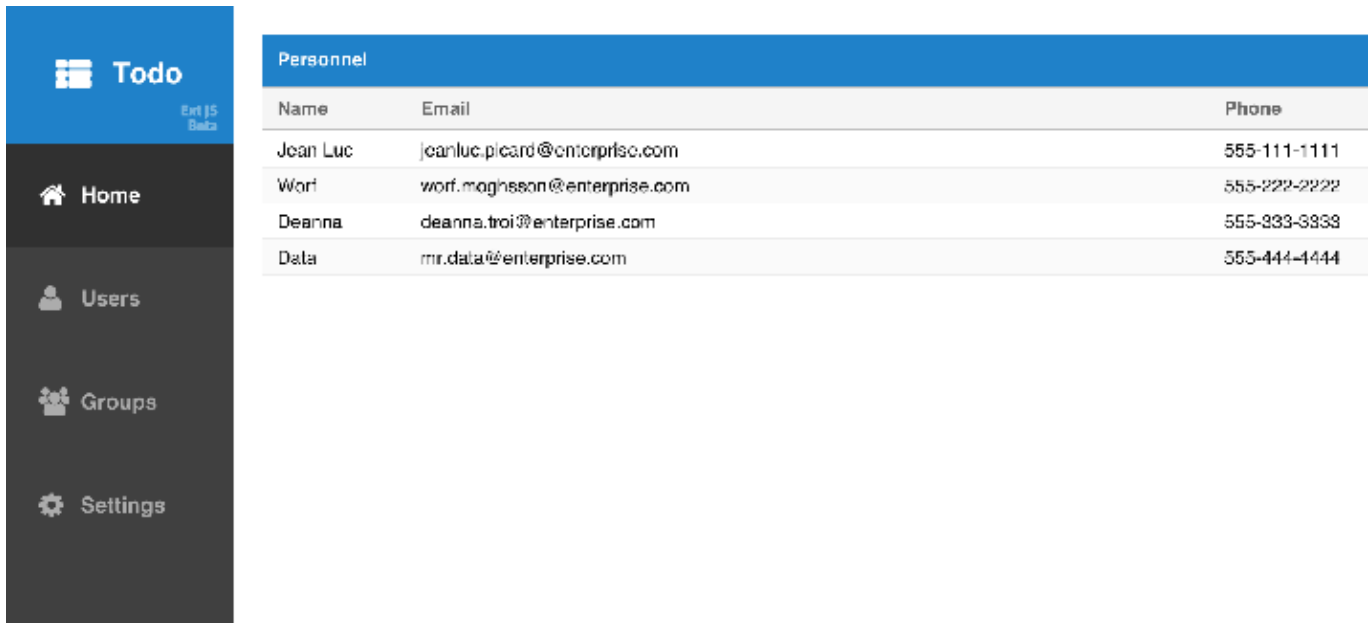 Todo
Ext JS
Beta
Home
Users
Groups
Settings
Personnel
Name Email Phone
Jean Luc jeanluc.picard@enterprise.com 555-111-1111
Worf worf.moghsson@enterprise.com 555-222-2222
Deanna deanna.troi@enterprise.com 555-333-3333
Data mr.data@enterprise.com 555-444-4444